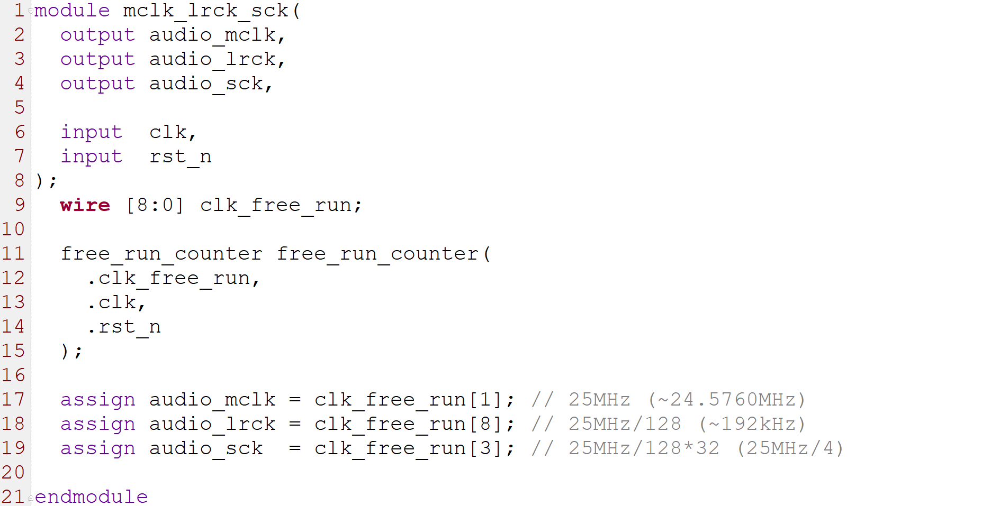 1 module mclk_lrck_sck(
2   output audio_mclk,
3   output audio_lrck,
4   output audio_sck,
5
6   input  clk,
7   input  rst_n
8 );
9   wire [8:0] clk_free_run;
10
11   free_run_counter free_run_counter(
12     .clk_free_run,
13     .clk,
14     .rst_n
15   );
16
17   assign audio_mclk = clk_free_run[1]; // 25MHz (~24.5760MHz)
18   assign audio_lrck = clk_free_run[8]; // 25MHz/128 (~192kHz)
19   assign audio_sck  = clk_free_run[3]; // 25MHz/128*32 (25MHz/4)
20
21 endmodule